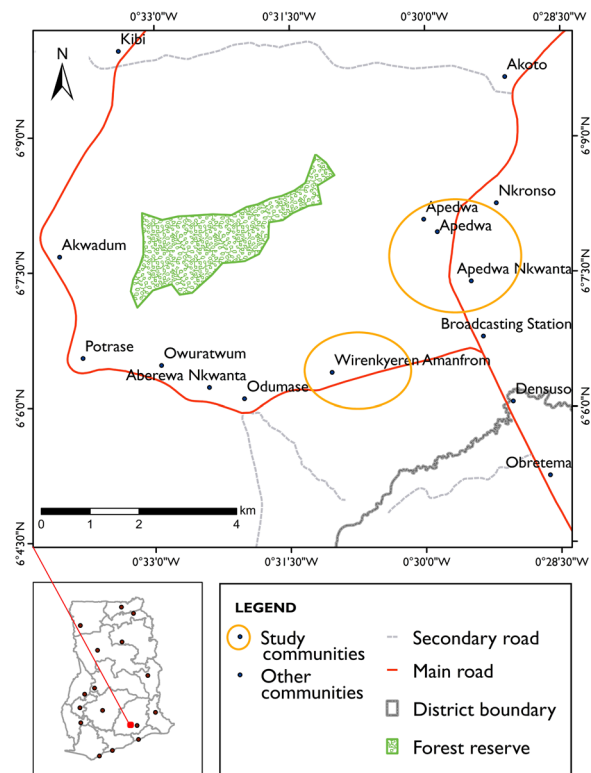 0°33'0"W 0°31'30"W 0°30'0"W 0°28'30"W
Kibi
N
Akoto
6°9'0"N 6°9'0"N
Nkronso
Apedwa
Apedwa
Akwadum
Apedwa Nkwanta
6°7'30"N 6°7'30"N
Broadcasting Station
Potrase
Owuratwum
Wirenkyeren Amanfrom
Aberewa Nkwanta
Odumase
Densuso
6°6'0"N 6°6'0"N
Obretema
km
0 1 2 4
6°4'30"N 6°4'30"N
0°33'0"W 0°31'30"W 0°30'0"W 0°28'30"W
LEGEND
Study
communities
Other
communities
Secondary road
Main road
District boundary
Forest reserve